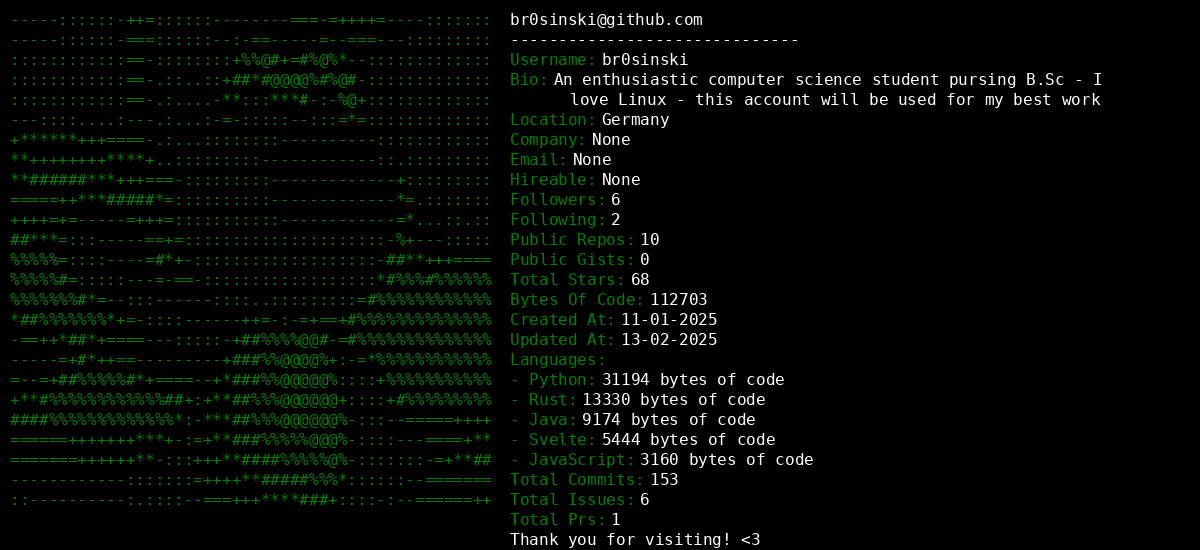 br0sinski@github.com
------------------------------
Username: br0sinski
Bio: An enthusiastic computer science student pursing B.Sc - I
love Linux - this account will be used for my best work
Location: Germany
Company: None
Email: None
Hireable: None
Followers: 6
Following: 2
Public Repos: 10
Public Gists: 0
Total Stars: 68
Bytes Of Code: 112703
Created At: 11-01-2025
Updated At: 13-02-2025
Languages:
- Python: 31194 bytes of code
- Rust: 13330 bytes of code
- Java: 9174 bytes of code
- Svelte: 5444 bytes of code
- JavaScript: 3160 bytes of code
Total Commits: 153
Total Issues: 6
Total Prs: 1
Thank you for visiting! <3